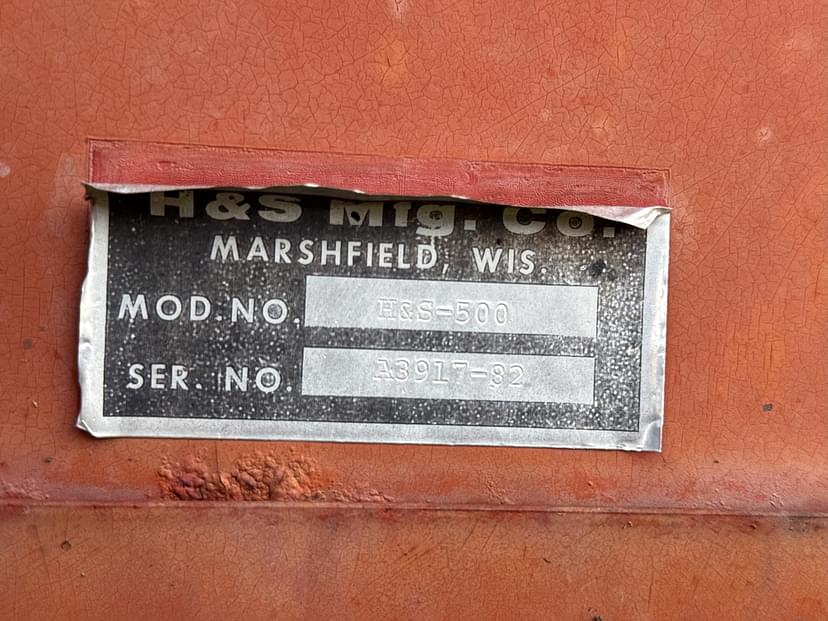 H&S Mfg. Co.
MARSHFIELD, WIS.
MOD. NO. H&S-500
SER. NO. A3917-82